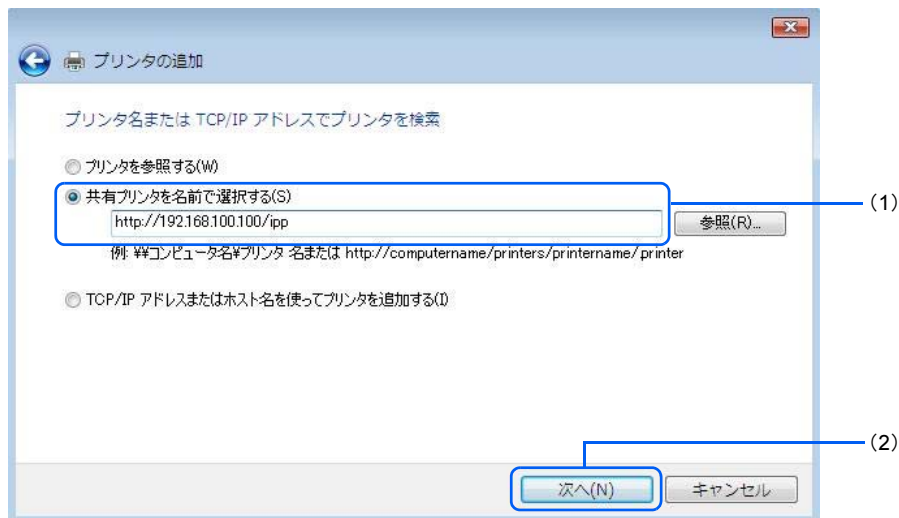 プリンタの追加
プリンタ名または TCP/IP アドレスでプリンタを検索
プリンタを参照する(W)
共有プリンタを名前で選択する(S)
(1)
http://192.168.100.100/ipp
参照(R)...
例: ¥¥コンピュータ名¥プリンタ 名または http://computername/printers/printername/.printer
TCP/IP アドレスまたはホスト名を使ってプリンタを追加する(I)
(2)
次へ(N)
キャンセル